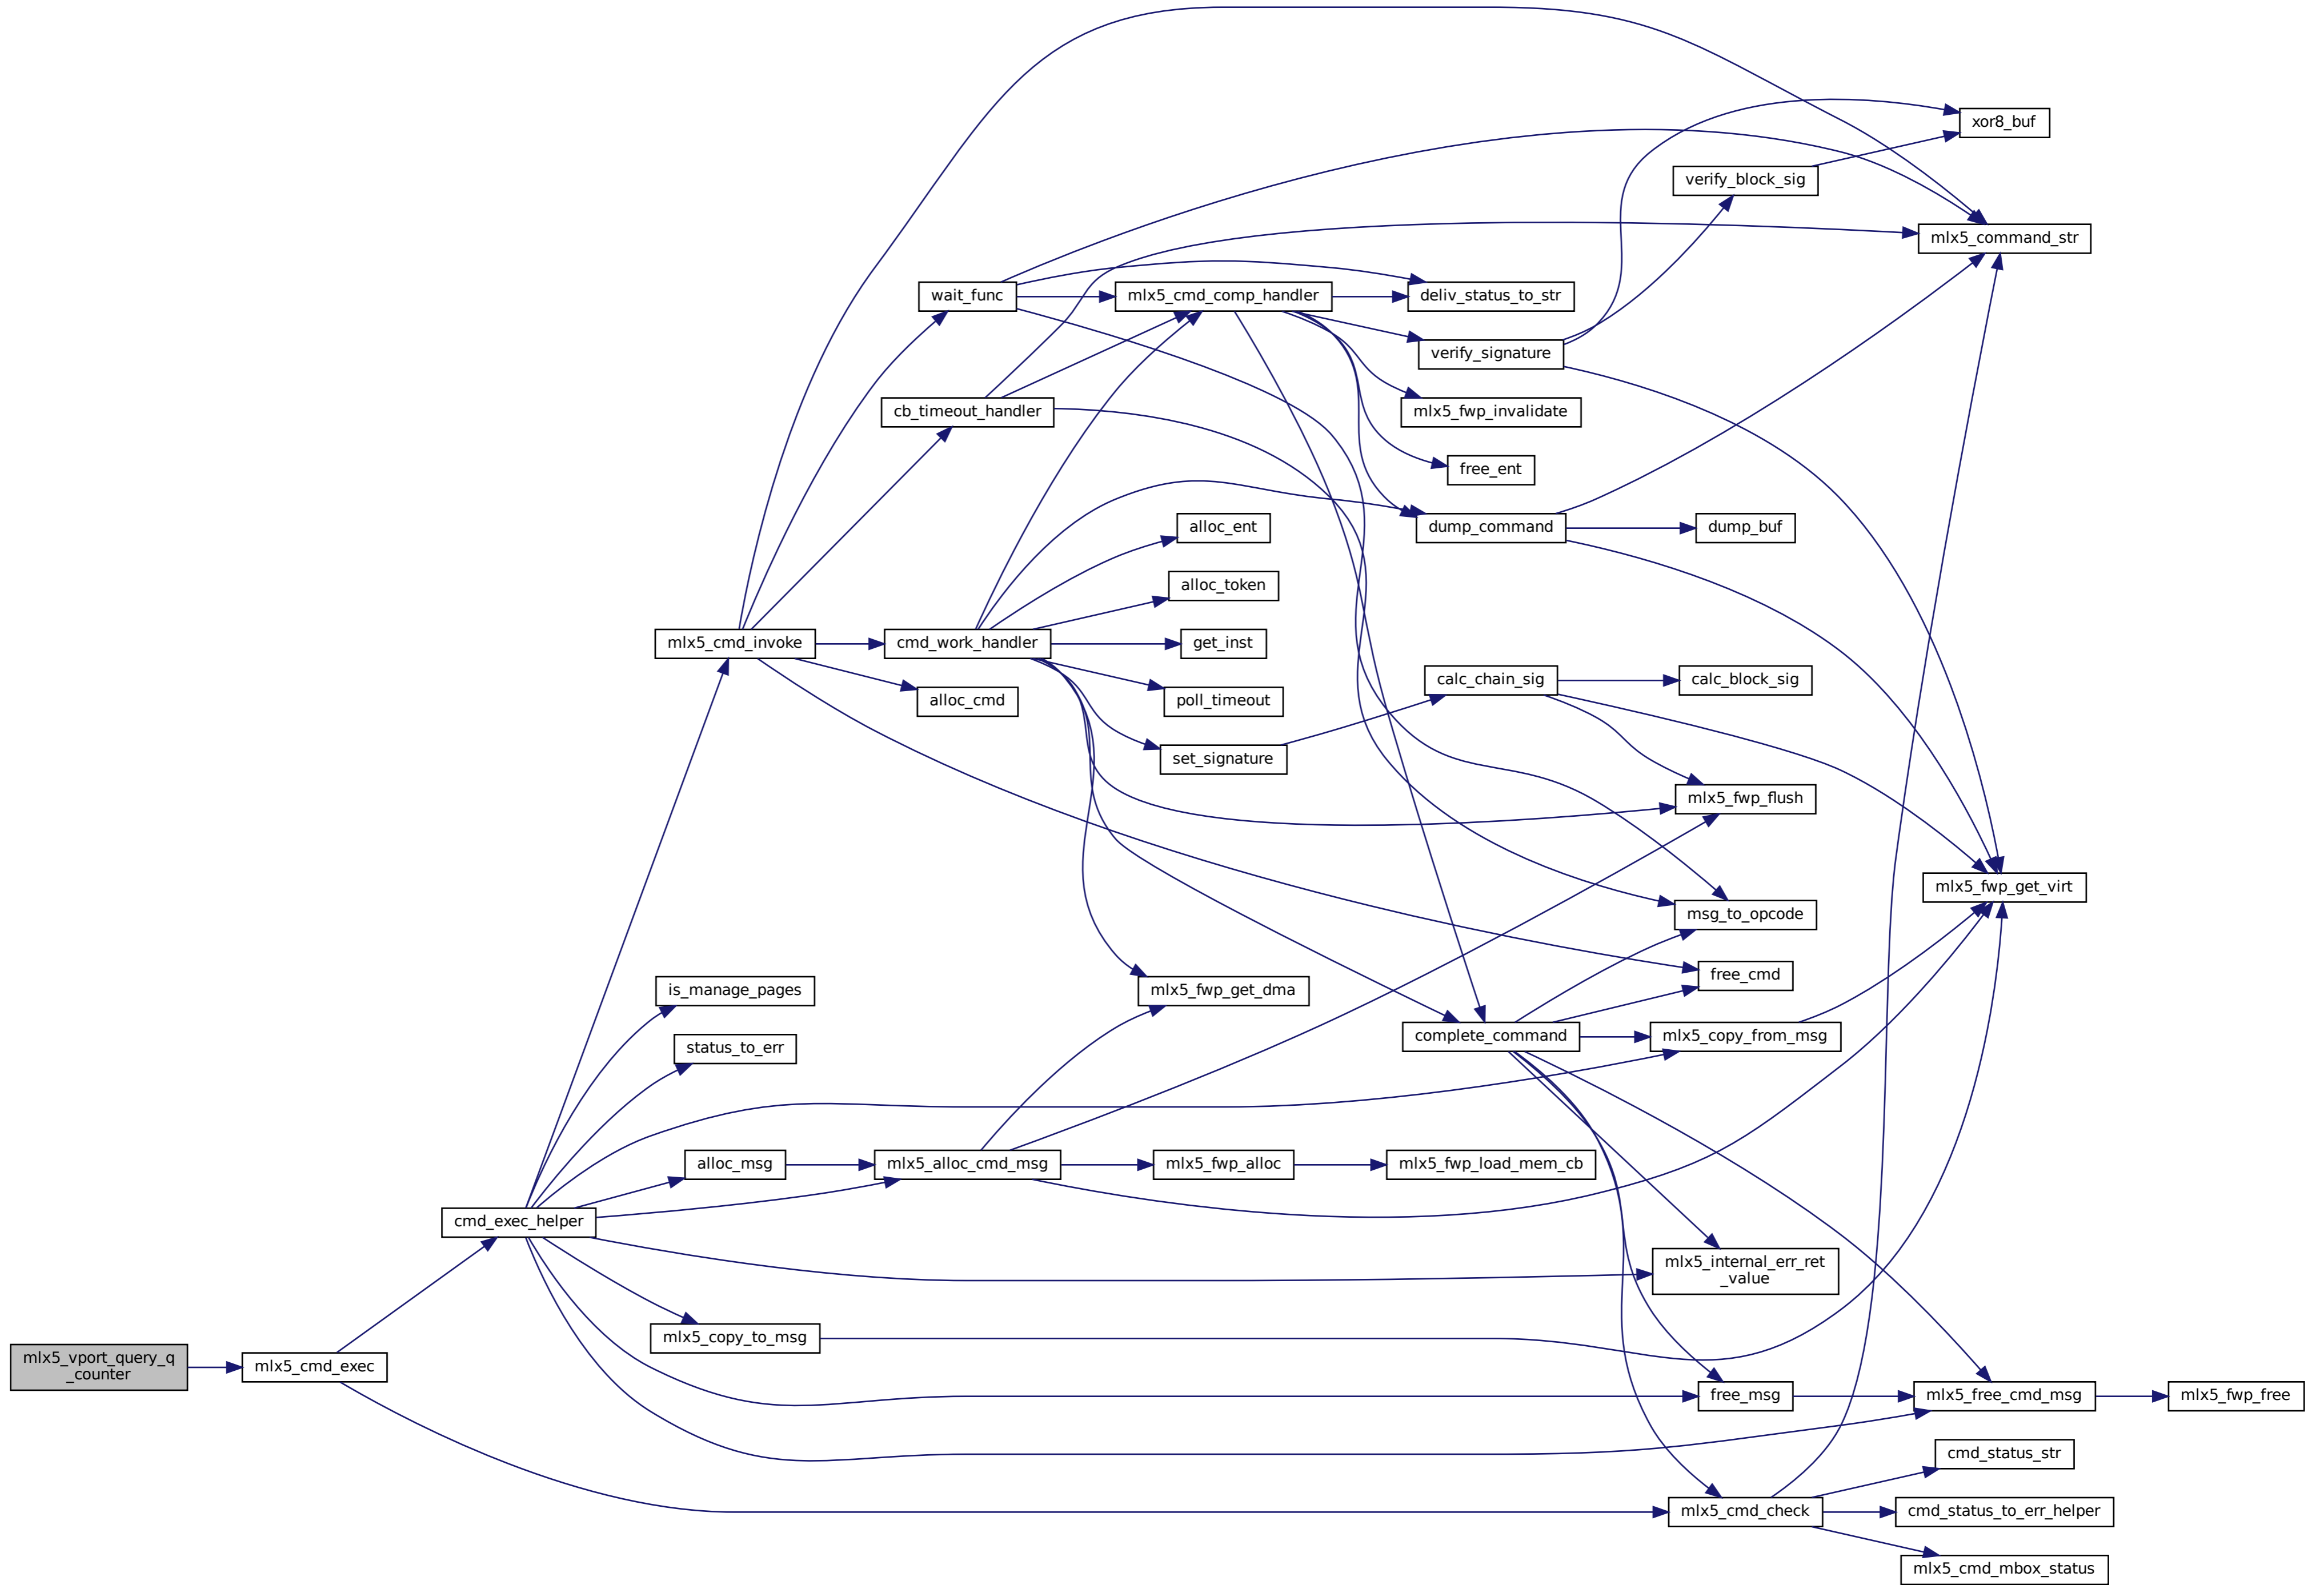 xor8_buf
verify_block_sig
mlx5_command_str
wait_func
mlx5_cmd_comp_handler
deliv_status_to_str
verify_signature
cb_timeout_handler
mlx5_fwp_invalidate
free_ent
alloc_ent
dump_command
dump_buf
alloc_token
mlx5_cmd_invoke
cmd_work_handler
get_inst
calc_chain_sig
calc_block_sig
alloc_cmd
poll_timeout
set_signature
mlx5_fwp_flush
mlx5_fwp_get_virt
msg_to_opcode
is_manage_pages
mlx5_fwp_get_dma
free_cmd
status_to_err
complete_command
mlx5_copy_from_msg
alloc_msg
mlx5_alloc_cmd_msg
mlx5_fwp_alloc
mlx5_fwp_load_mem_cb
cmd_exec_helper
mlx5_internal_err_ret
_value
mlx5_copy_to_msg
mlx5_vport_query_q
_counter
mlx5_cmd_exec
free_msg
mlx5_free_cmd_msg
mlx5_fwp_free
cmd_status_str
mlx5_cmd_check
cmd_status_to_err_helper
mlx5_cmd_mbox_status